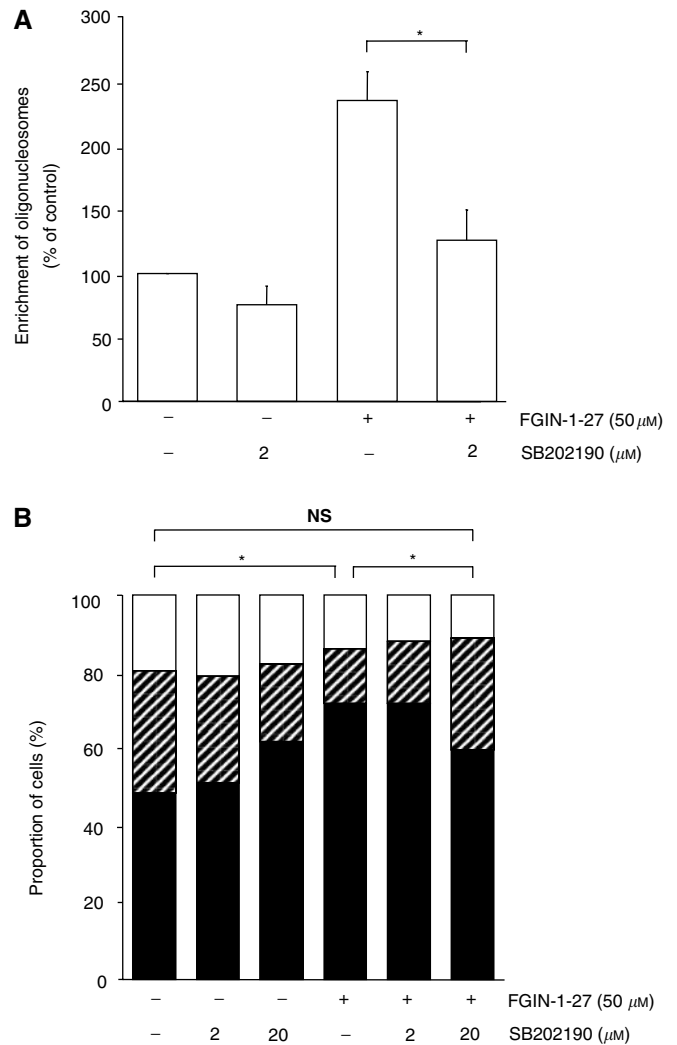 A
300
250
200
150
100
50
0
Enrichment of oligonucleosomes
(% of control)
*
– – + + FGIN-1-27 (50 μM)
– 2 – 2 SB202190 (μM)
B
NS
* *
100
80
60
40
20
0
Proportion of cells (%)
– – – + + + FGIN-1-27 (50 μM)
– 2 20 – 2 20 SB202190 (μM)